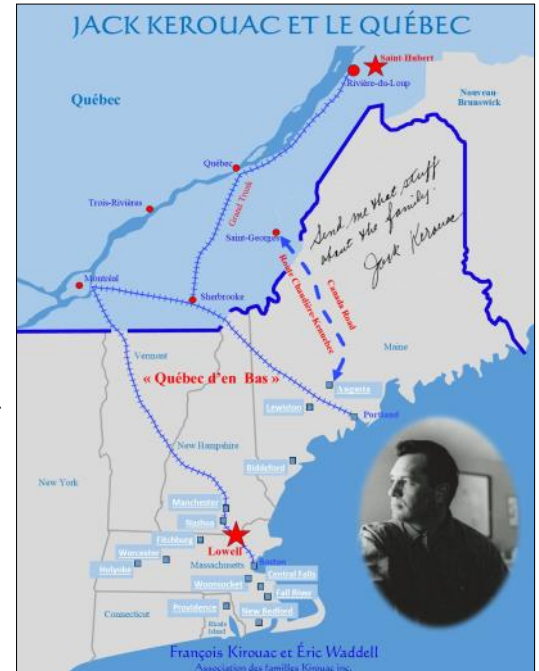 JACK KEROUAC ET LE QUÉBEC
Saint-Hubert
Rivière-du-Loup
Québec
Nouveau-
Brunswick
Québec
Grand Trunk
Trois-Rivières
Saint-Georges
Send me that stuff
about the family.
Jack Kerouac
Montréal
Sherbrooke
Route Chaudière-Kennebec
Canada Road
Vermont
Maine
« Québec d'en Bas »
Augusta
Lewiston
Portland
New Hampshire
Biddeford
New York
Manchester
Nashua
Fitchburg
Lowell
Worcester
Holyoke
Massachusetts
Boston
Central Falls
Woonsocket
Fall River
Connecticut
Providence
New Bedford
Rhode
Island
François Kirouac et Éric Waddell
Association des familles Kirouac inc.